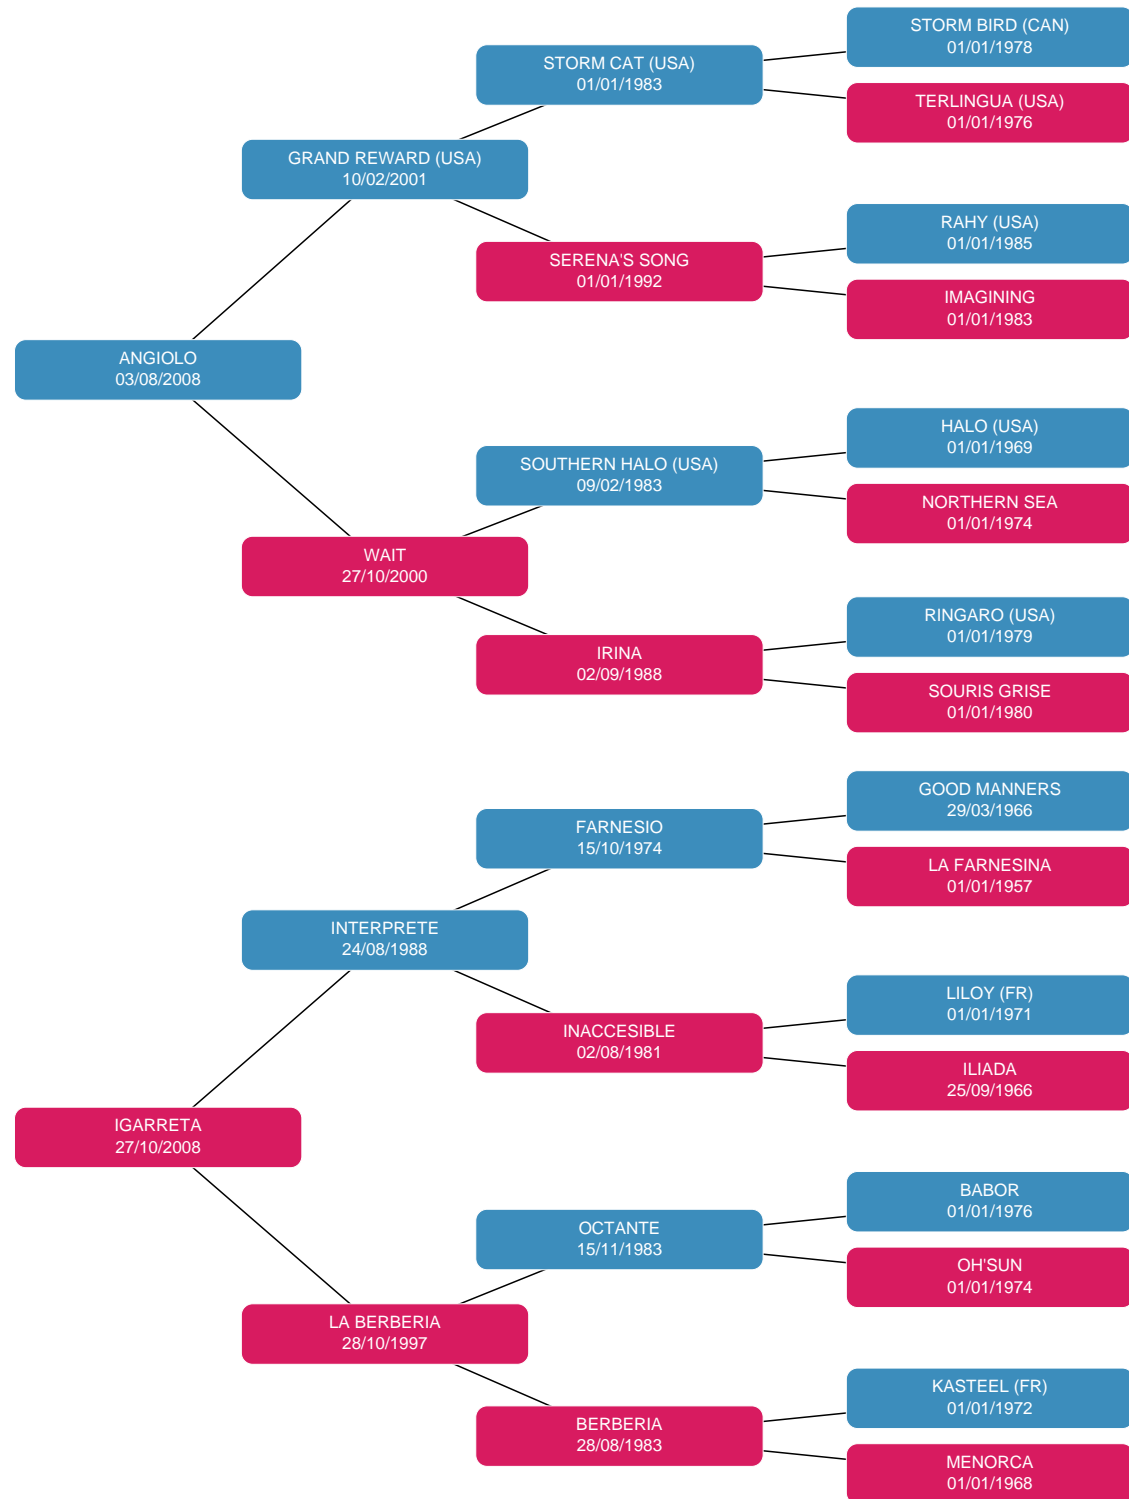 STORM BIRD (CAN)
01/01/1978
STORM CAT (USA)
01/01/1983
TERLINGUA (USA)
01/01/1976
GRAND REWARD (USA)
10/02/2001
RAHY (USA)
01/01/1985
SERENA'S SONG
01/01/1992
IMAGINING
01/01/1983
ANGIOLO
03/08/2008
HALO (USA)
01/01/1969
SOUTHERN HALO (USA)
09/02/1983
NORTHERN SEA
01/01/1974
WAIT
27/10/2000
RINGARO (USA)
01/01/1979
IRINA
02/09/1988
SOURIS GRISE
01/01/1980
GOOD MANNERS
29/03/1966
FARNESIO
15/10/1974
LA FARNESINA
01/01/1957
INTERPRETE
24/08/1988
LILOY (FR)
01/01/1971
INACCESIBLE
02/08/1981
ILIADA
25/09/1966
IGARRETA
27/10/2008
BABOR
01/01/1976
OCTANTE
15/11/1983
OH'SUN
01/01/1974
LA BERBERIA
28/10/1997
KASTEEL (FR)
01/01/1972
BERBERIA
28/08/1983
MENORCA
01/01/1968